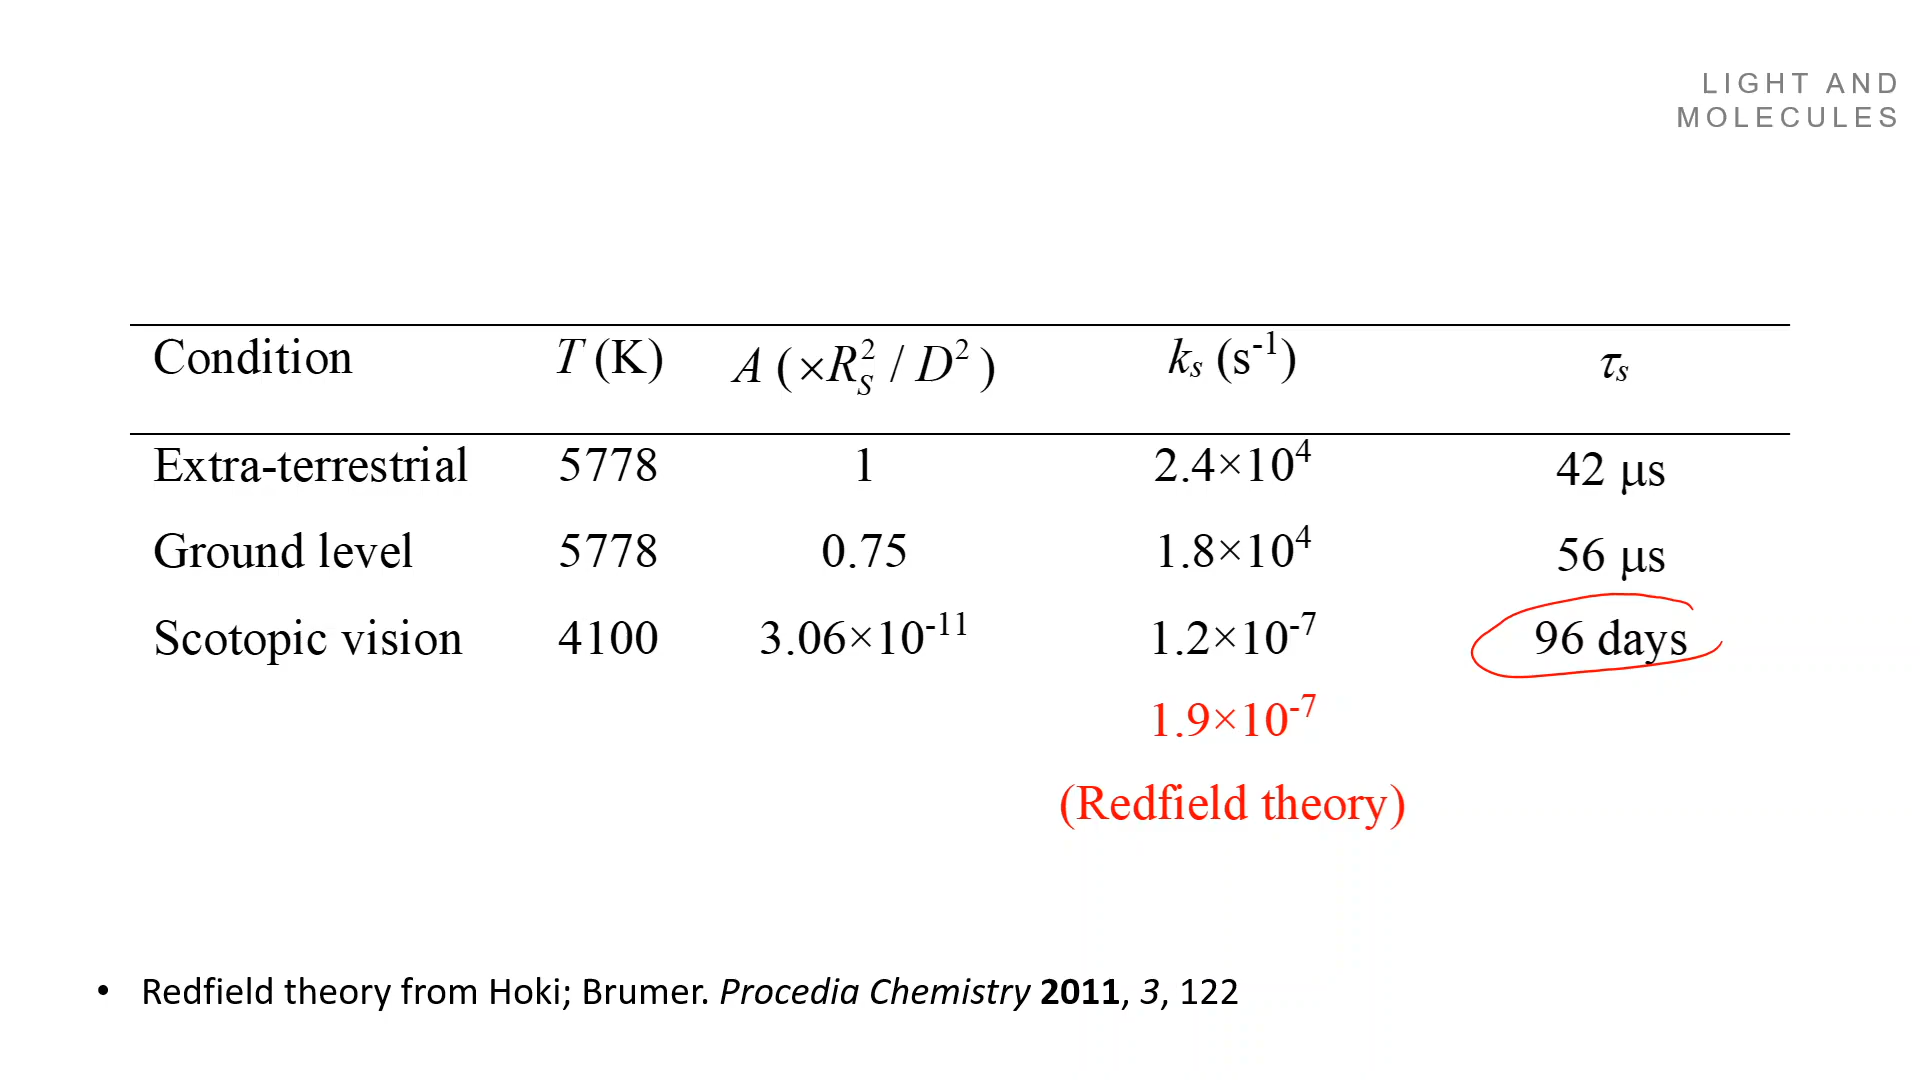 LIGHT AND
MOLECULES
Condition T (K) A (×R_S^2 / D^2) k_s (s^-1) τ_s
Extra-terrestrial 5778 1 2.4×10^4 42 μs
Ground level 5778 0.75 1.8×10^4 56 μs
Scotopic vision 4100 3.06×10^-11 1.2×10^-7 96 days
1.9×10^-7
(Redfield theory)
• Redfield theory from Hoki; Brumer. Procedia Chemistry 2011, 3, 122